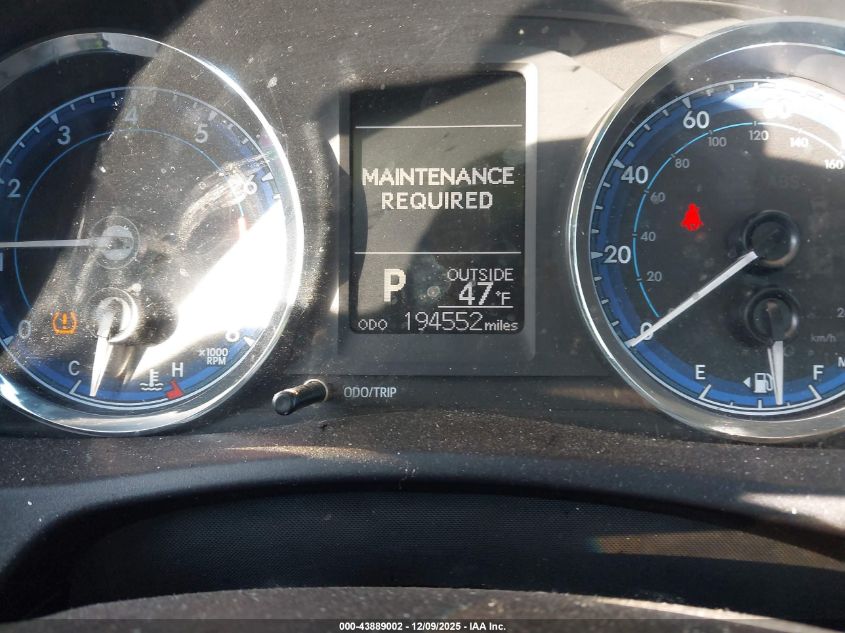 MAINTENANCE
REQUIRED
P
OUTSIDE
47°F
ODO 194552 miles
ODO/TRIP
1
2
3
4
5
6
0
8
x1000
RPM
C H
0
20
40
60
80
20
40
60
80
100
120
140
160
E F
km/h
000-43889002 - 12/09/2025 - IAA Inc.